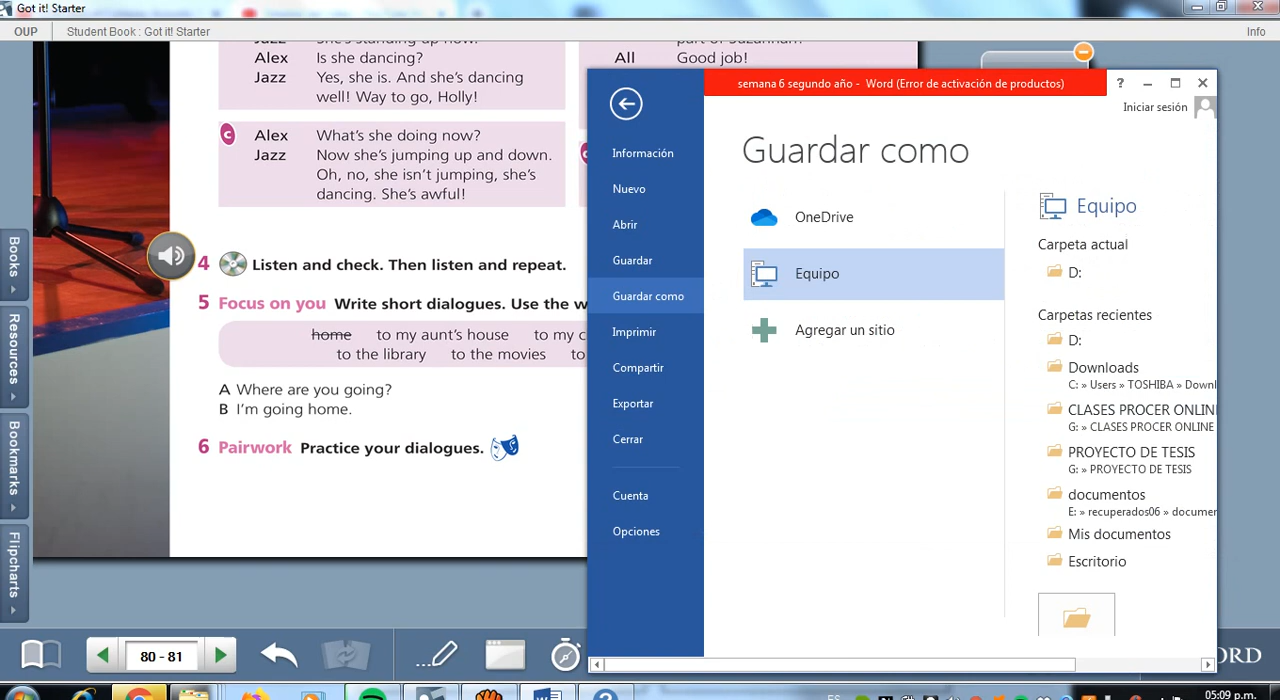 Got it! Starter
OUP
Student Book : Got it! Starter
Info
Jazz She's standing up now.
Alex Is she dancing?
Jazz Yes, she is. And she's dancing
well! Way to go, Holly!
All Good job!
c Alex What's she doing now?
Jazz Now she's jumping up and down.
Oh, no, she isn't jumping, she's
dancing. She's awful!
4 Listen and check. Then listen and repeat.
5 Focus on you Write short dialogues. Use the w
home to my aunt's house to my c
to the library to the movies to
A Where are you going?
B I'm going home.
6 Pairwork Practice your dialogues.
Books
Resources
Bookmarks
Flipcharts
80 - 81
semana 6 segundo año - Word (Error de activación de productos)
?
Iniciar sesión
Información
Nuevo
Abrir
Guardar
Guardar como
Imprimir
Compartir
Exportar
Cerrar
Cuenta
Opciones
Guardar como
OneDrive
Equipo
Agregar un sitio
Equipo
Carpeta actual
D:
Carpetas recientes
D:
Downloads
C: » Users » TOSHIBA » Downl
CLASES PROCER ONLIN
G: » CLASES PROCER ONLINE
PROYECTO DE TESIS
G: » PROYECTO DE TESIS
documentos
E: » recuperados06 » documen
Mis documentos
Escritorio
ORD
ES
05:09 p.m.